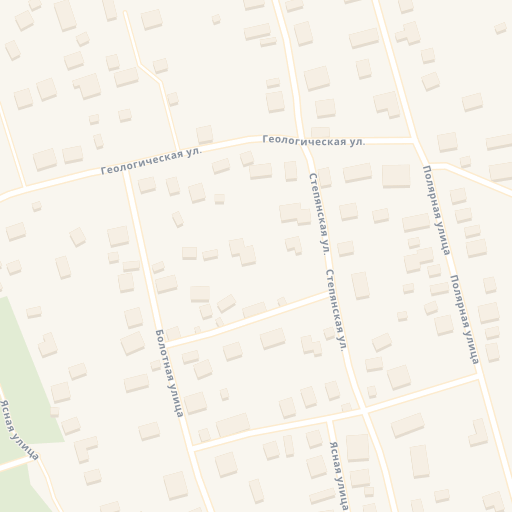 Геологическая ул.
Геологическая ул.
Степянская ул.
Полярная улица
Степянская ул.
Полярная улица
Болотная улица
Ясная улица
Ясная улица